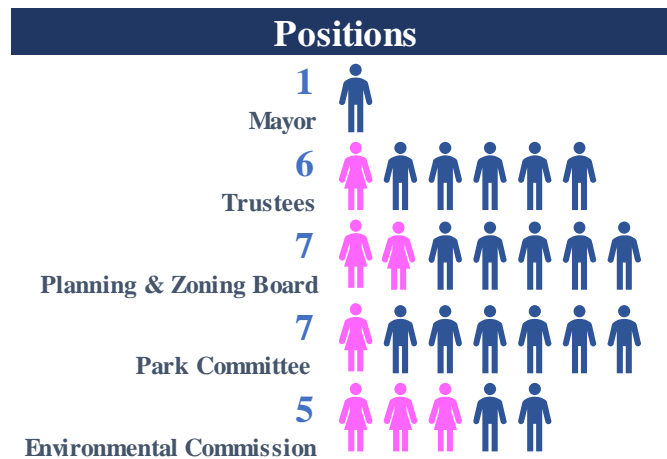 Positions
1
Mayor
6
Trustees
7
Planning & Zoning Board
7
Park Committee
5
Environmental Commission